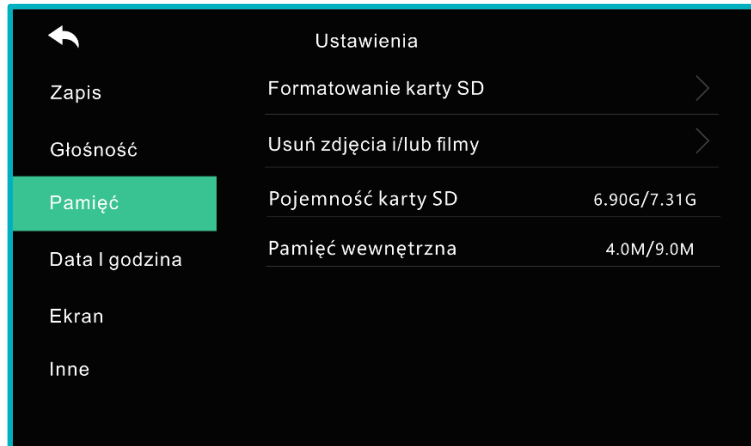 Ustawienia
Zapis
Głośność
Pamięć
Data I godzina
Ekran
Inne
Formatowanie karty SD
Usuń zdjęcia i/lub filmy
Pojemność karty SD 6.90G/7.31G
Pamięć wewnętrzna 4.0M/9.0M